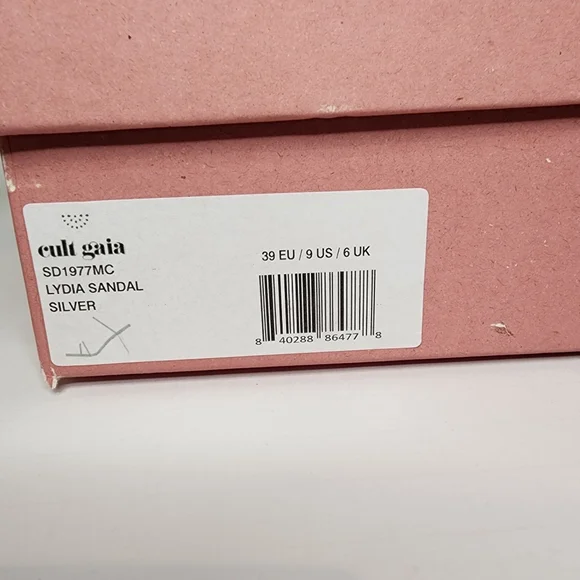 cult gaia
SD1977MC
LYDIA SANDAL
SILVER
39 EU / 9 US / 6 UK
8 40288 86477 8